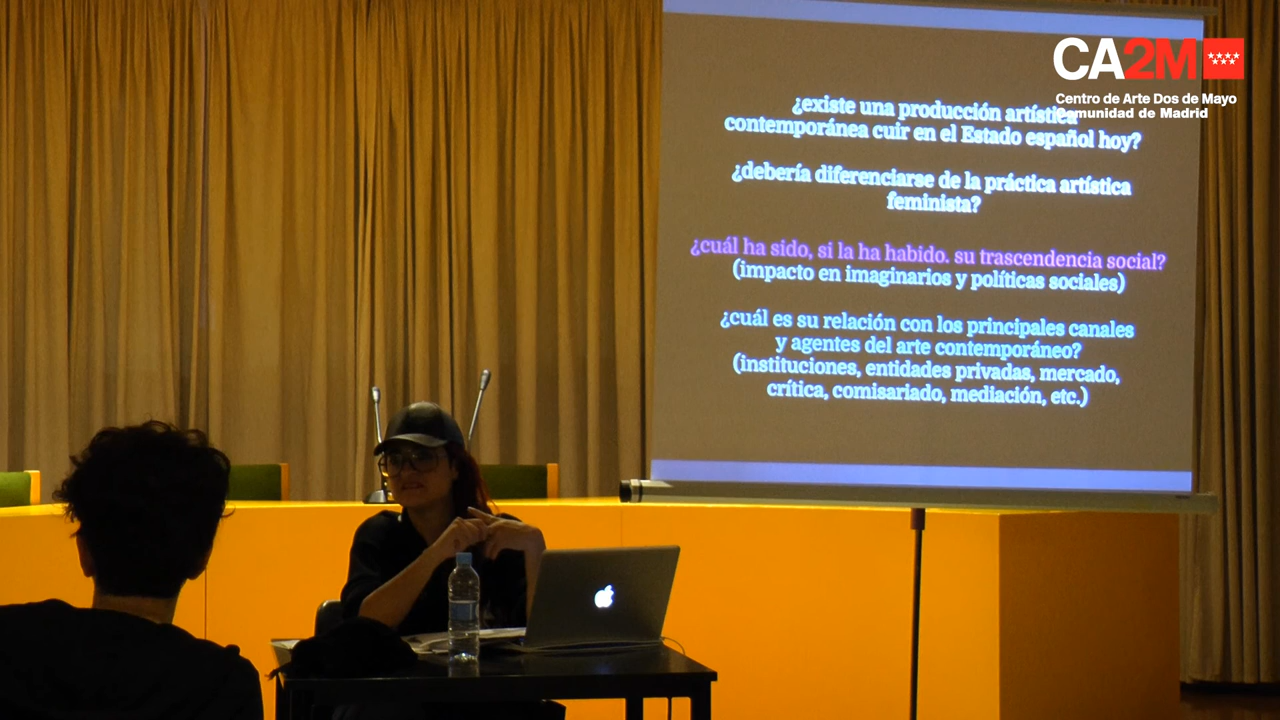 CA2M
Centro de Arte Dos de Mayo
Comunidad de Madrid
¿existe una producción artística
contemporánea cuir en el Estado español hoy?
¿debería diferenciarse de la práctica artística
feminista?
¿cuál ha sido, si la ha habido. su trascendencia social?
(impacto en imaginarios y políticas sociales)
¿cuál es su relación con los principales canales
y agentes del arte contemporáneo?
(instituciones, entidades privadas, mercado,
crítica, comisariado, mediación, etc.)